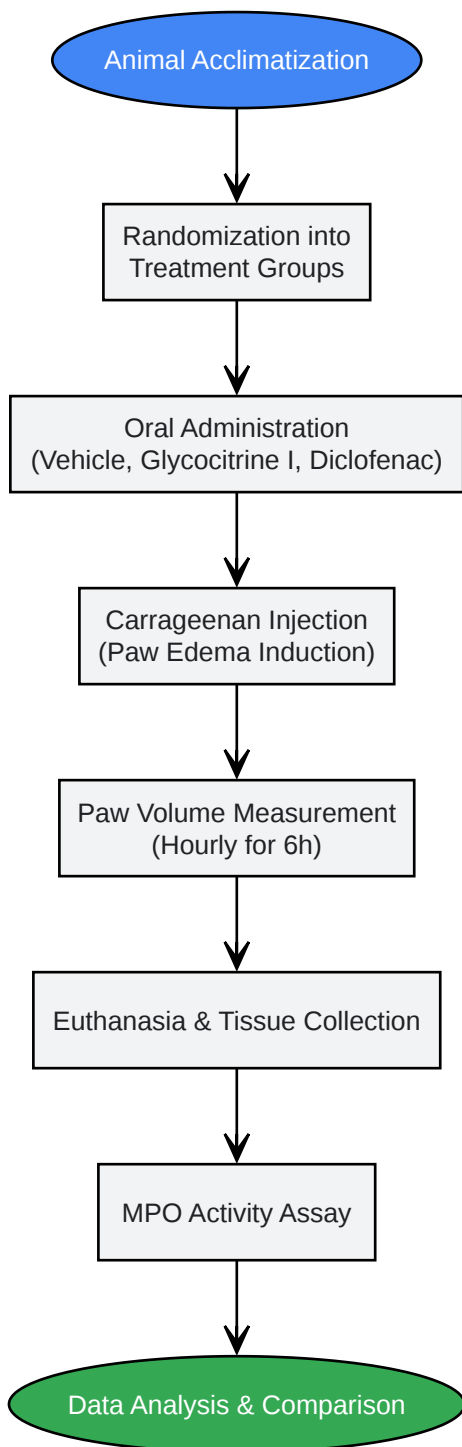 Animal Acclimatization
Randomization into
Treatment Groups
Oral Administration
(Vehicle, Glycocitrine I, Diclofenac)
Carrageenan Injection
(Paw Edema Induction)
Paw Volume Measurement
(Hourly for 6h)
Euthanasia & Tissue Collection
MPO Activity Assay
Data Analysis & Comparison